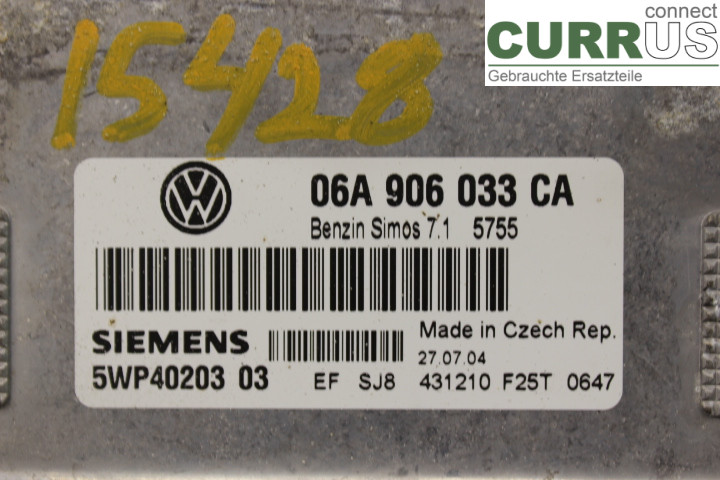 connect
CURRUS
Gebrauchte Ersatzteile
15428
06A 906 033 CA
Benzin Simos 7.1 5755
SIEMENS
Made in Czech Rep.
27.07.04
5WP40203 03 EF SJ8 431210 F25T 0647